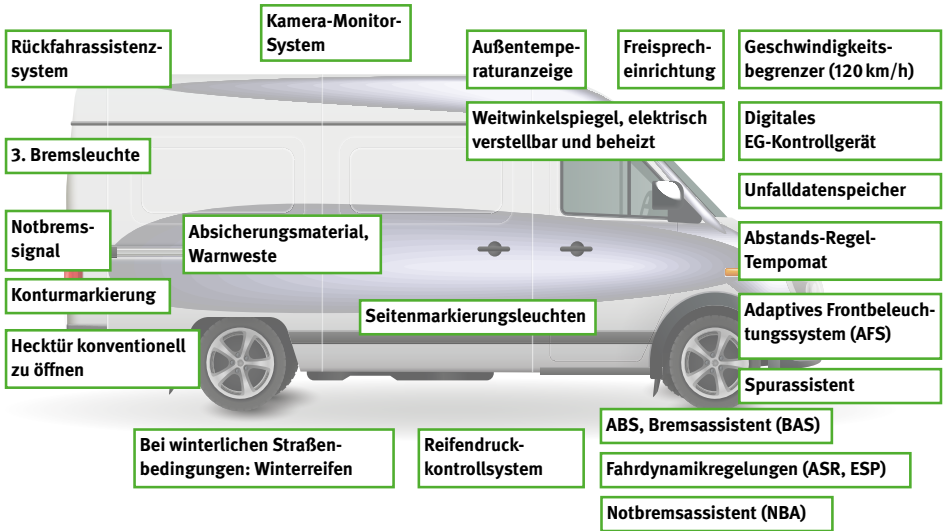 Rückfahrassistenz-
system
Kamera-Monitor-
System
Außentempe-
raturanzeige
Freisprech-
einrichtung
Geschwindigkeits-
begrenzer (120 km/h)
Weitwinkelspiegel, elektrisch
verstellbar und beheizt
Digitales
EG-Kontrollgerät
3. Bremsleuchte
Unfalldatenspeicher
Notbrems-
signal
Absicherungsmaterial,
Warnweste
Abstands-Regel-
Tempomat
Konturmarkierung
Seitenmarkierungsleuchten
Adaptives Frontbeleuch-
tungssystem (AFS)
Hecktür konventionell
zu öffnen
Spurassistent
Bei winterlichen Straßen-
bedingungen: Winterreifen
Reifendruck-
kontrollsystem
ABS, Bremsassistent (BAS)
Fahrdynamikregelungen (ASR, ESP)
Notbremsassistent (NBA)